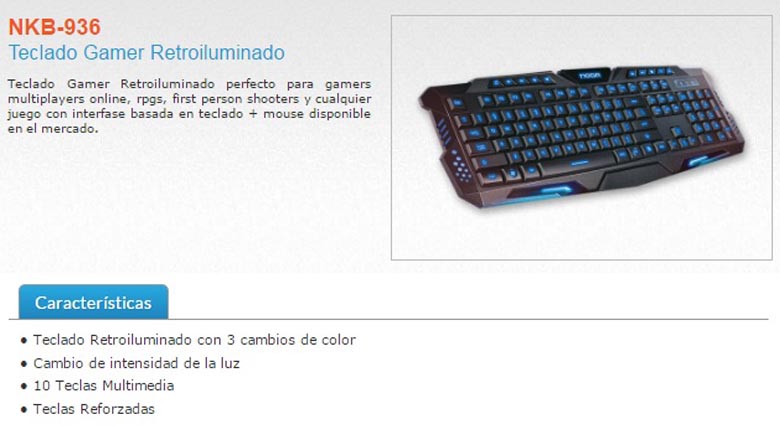 NKB-936
Teclado Gamer Retroiluminado
Teclado Gamer Retroiluminado perfecto para gamers
multiplayers online, rpgs, first person shooters y cualquier
juego con interfase basada en teclado + mouse disponible
en el mercado.
Características
• Teclado Retroiluminado con 3 cambios de color
• Cambio de intensidad de la luz
• 10 Teclas Multimedia
• Teclas Reforzadas